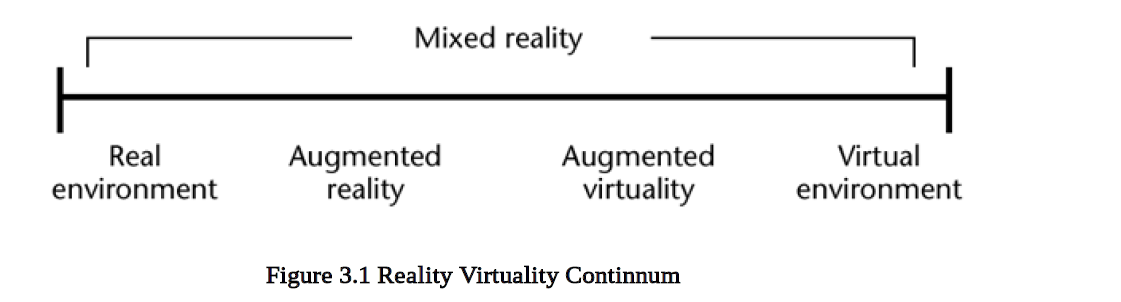 Mixed reality
Real environment
Augmented reality
Augmented virtuality
Virtual environment
Figure 3.1 Reality Virtuality Continnum